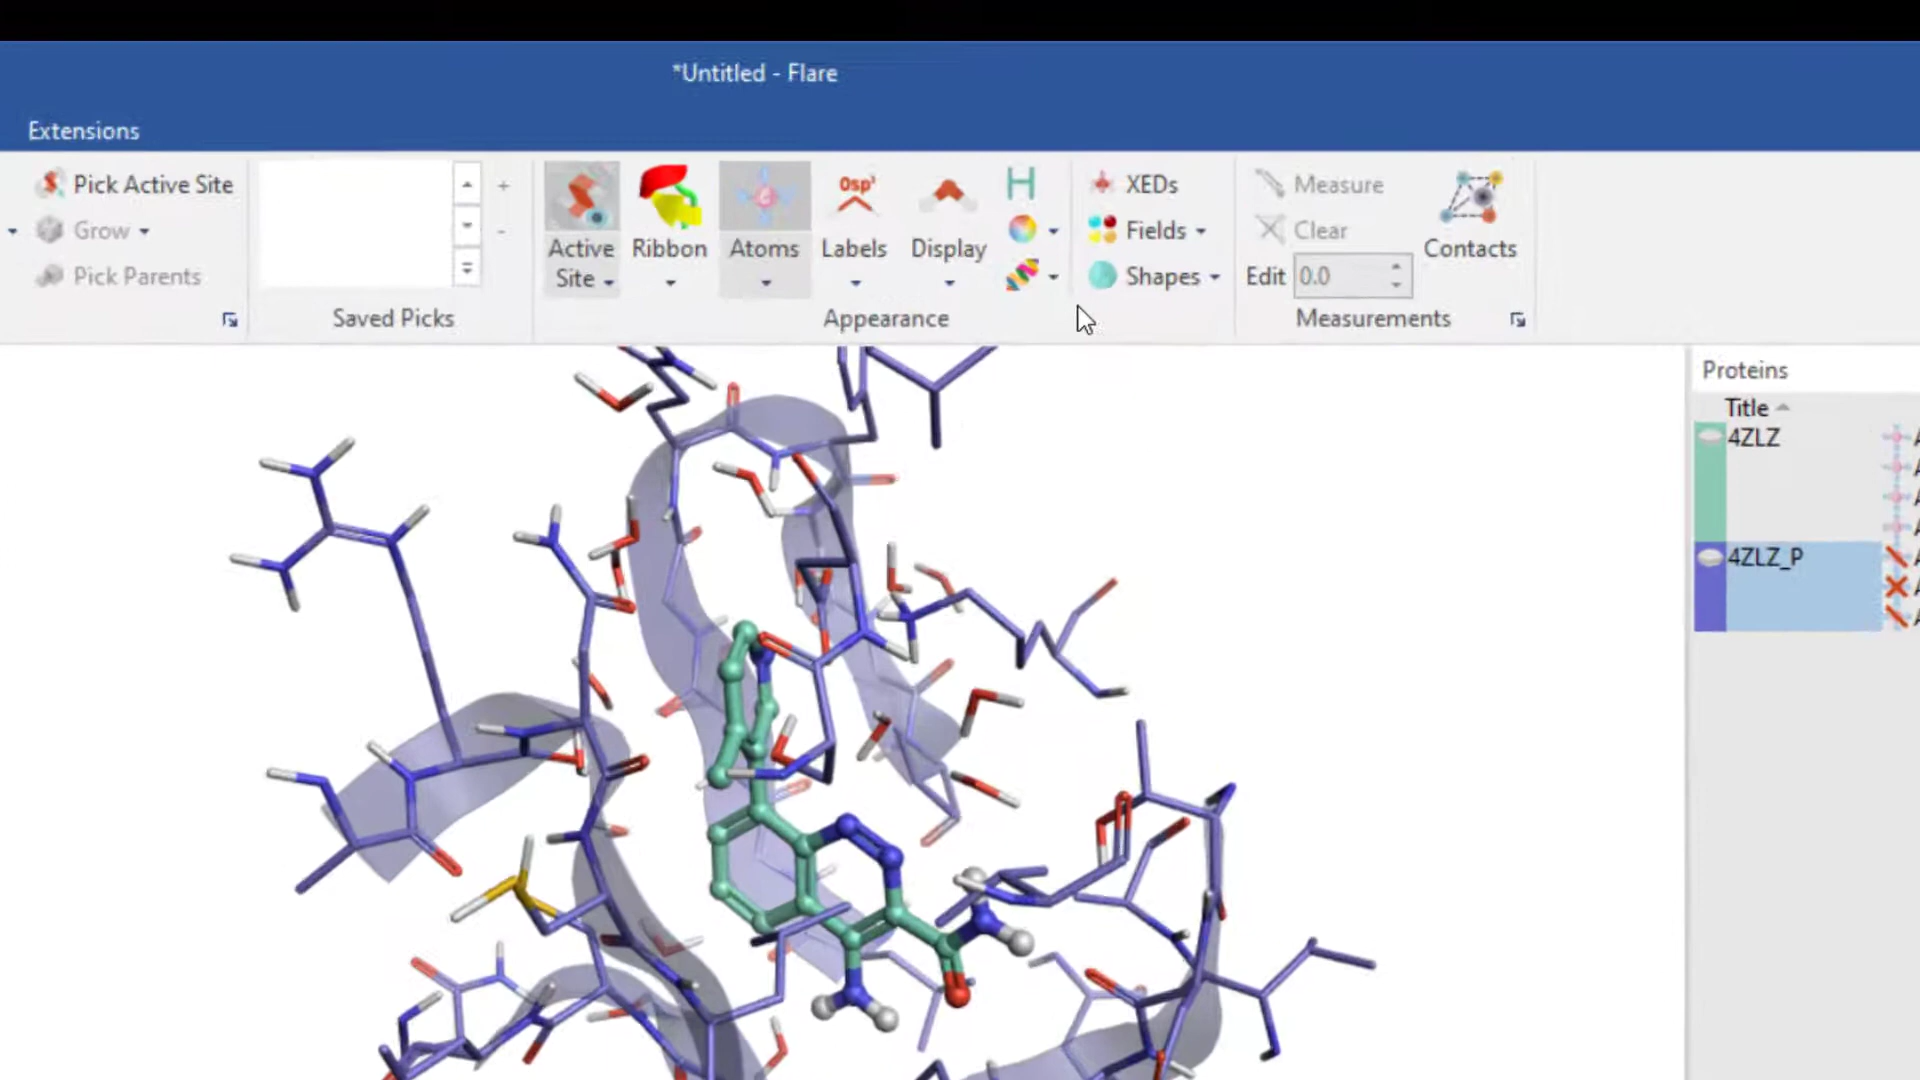 *Untitled - Flare
Extensions
Pick Active Site
Grow
Pick Parents
Saved Picks
Active Site
Ribbon
Atoms
Osp³
Labels
Display
H
Appearance
XEDs
Fields
Shapes
Measure
Clear
Edit 0.0
Measurements
Contacts
Proteins
Title
4ZLZ
4ZLZ_P